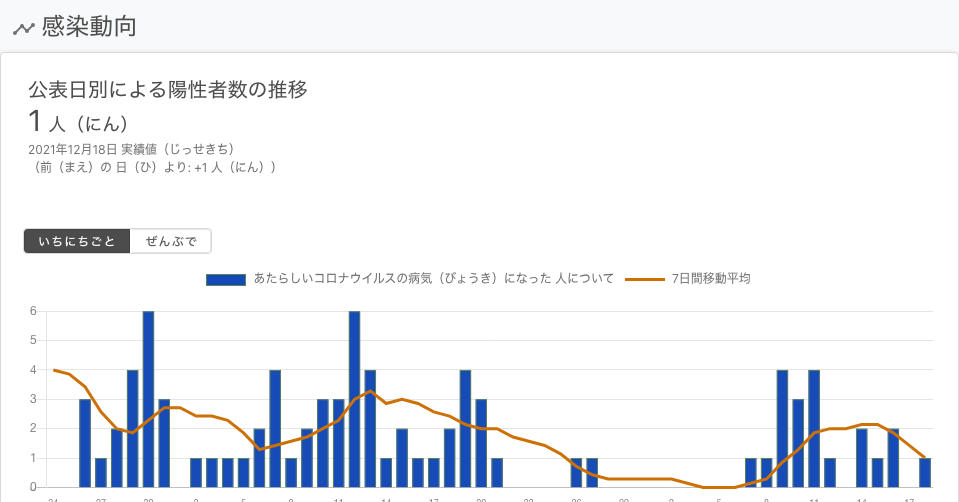 感染動向
公表日別による陽性者数の推移
1 人（にん）
2021年12月18日 実績値（じっせきち）
（前（まえ）の 日（ひ）より: +1 人（にん））
いちにちごと ぜんぶで
あたらしいコロナウイルスの病気（びょうき）になった 人について 7日間移動平均
6
5
4
3
2
1
0